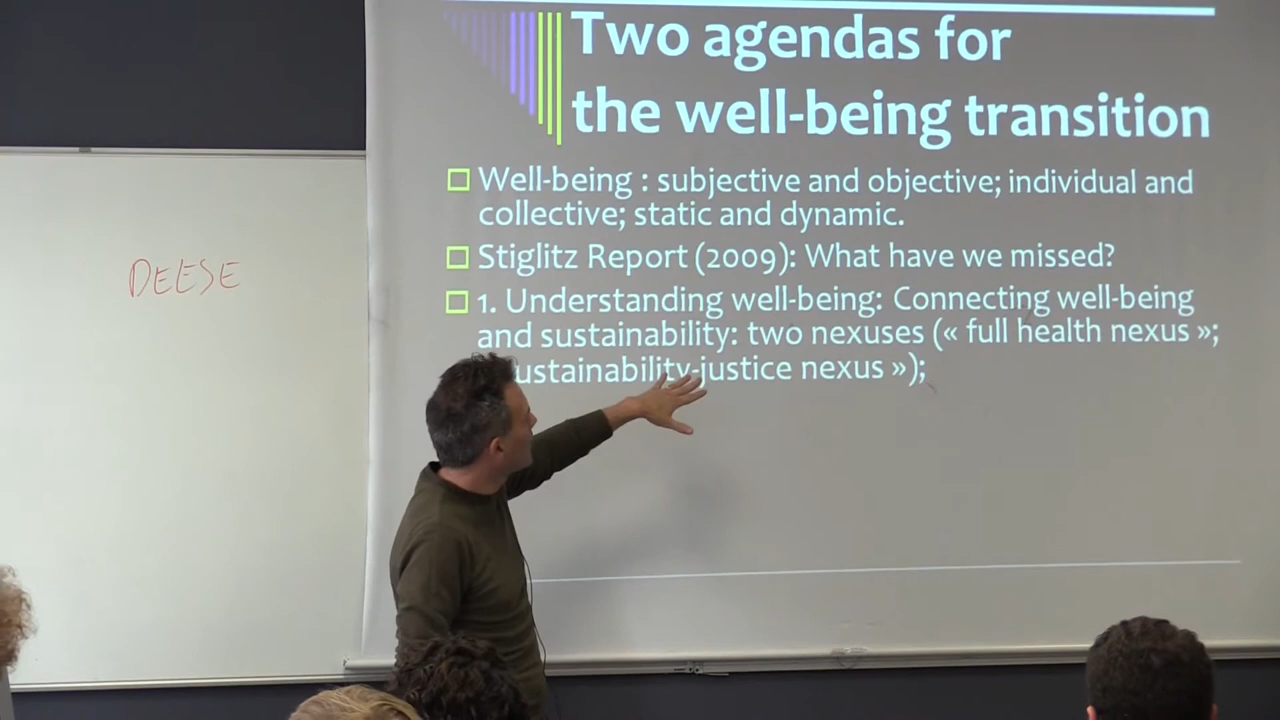 Two agendas for
the well-being transition
Well-being : subjective and objective; individual and
collective; static and dynamic.
Stiglitz Report (2009): What have we missed?
1. Understanding well-being: Connecting well-being
and sustainability: two nexuses (« full health nexus »;
ustainability-justice nexus »);
DEESE